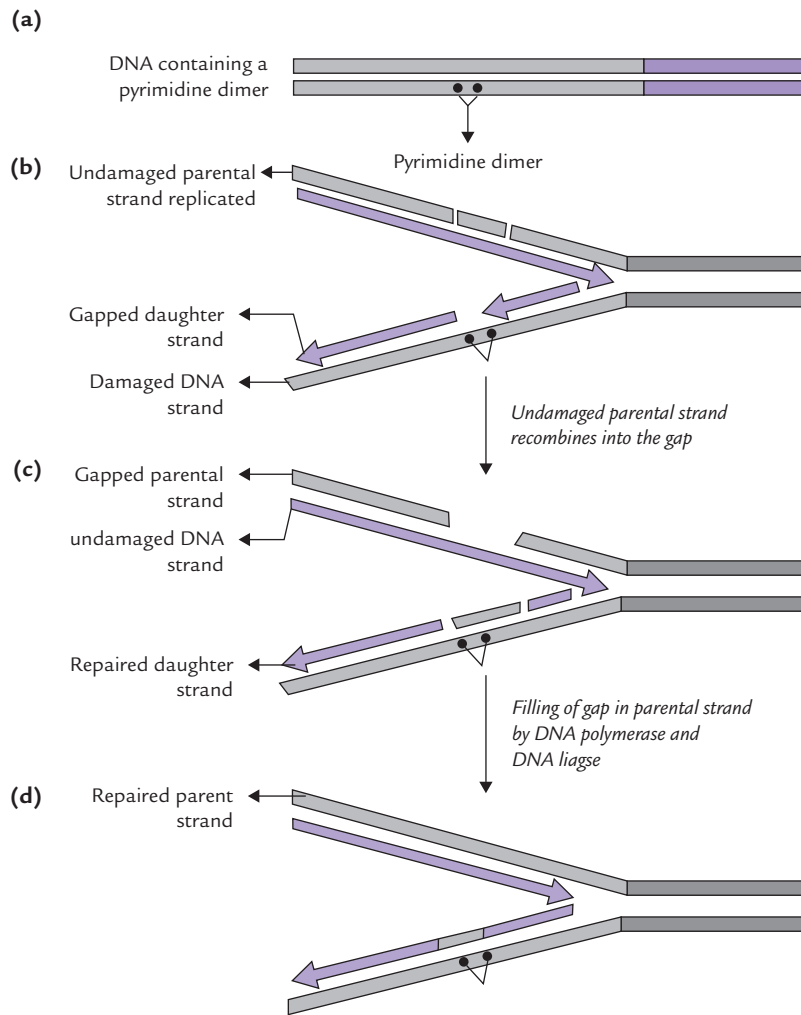 (a)
DNA containing a
pyrimidine dimer
Pyrimidine dimer
(b)
Undamaged parental
strand replicated
Gapped daughter
strand
Damaged DNA
strand
Undamaged parental strand
recombines into the gap
(c)
Gapped parental
strand
undamaged DNA
strand
Repaired daughter
strand
Filling of gap in parental strand
by DNA polymerase and
DNA liagse
(d)
Repaired parent
strand